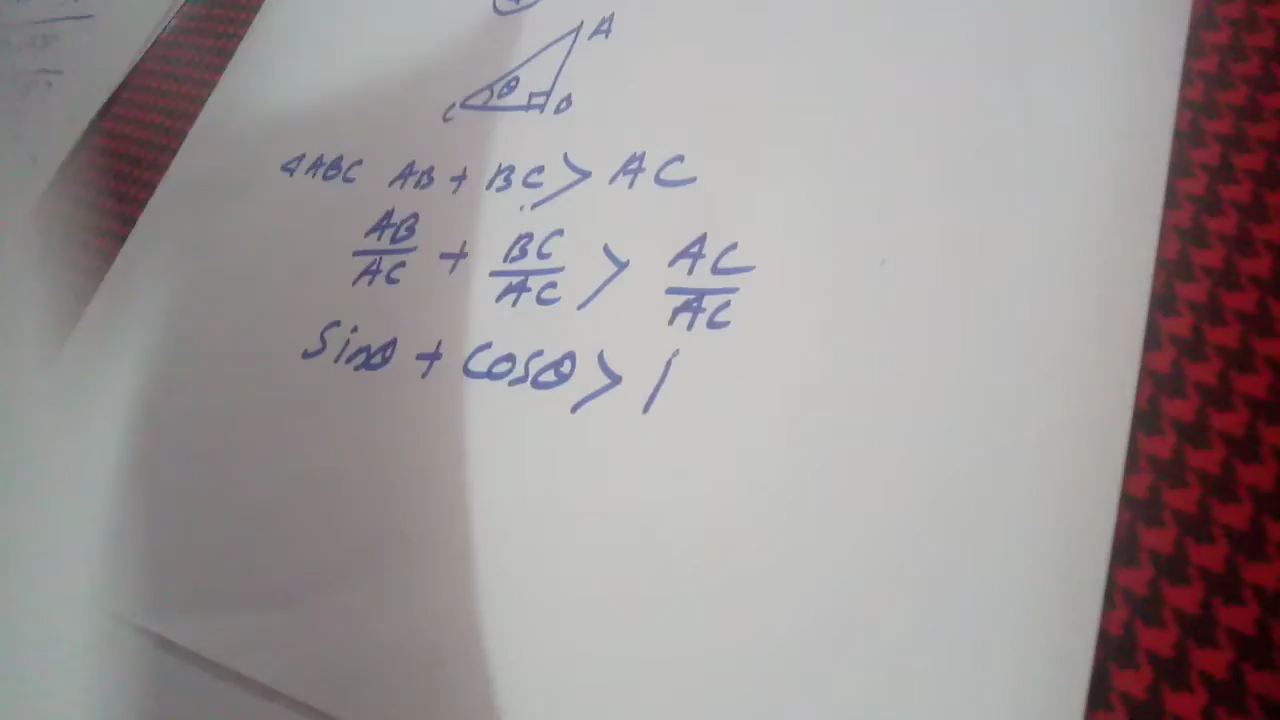 A
θ
C B
ΔABC AB + BC > AC
AB/AC + BC/AC > AC/AC
Sinθ + Cosθ > 1